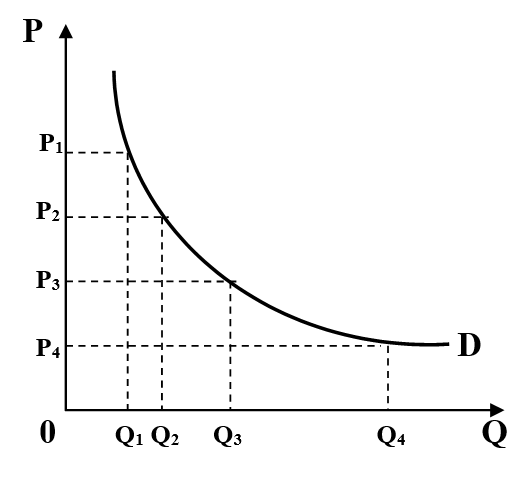 P
P₁
P₂
P₃
P₄
D
0
Q₁ Q₂ Q₃ Q₄ Q